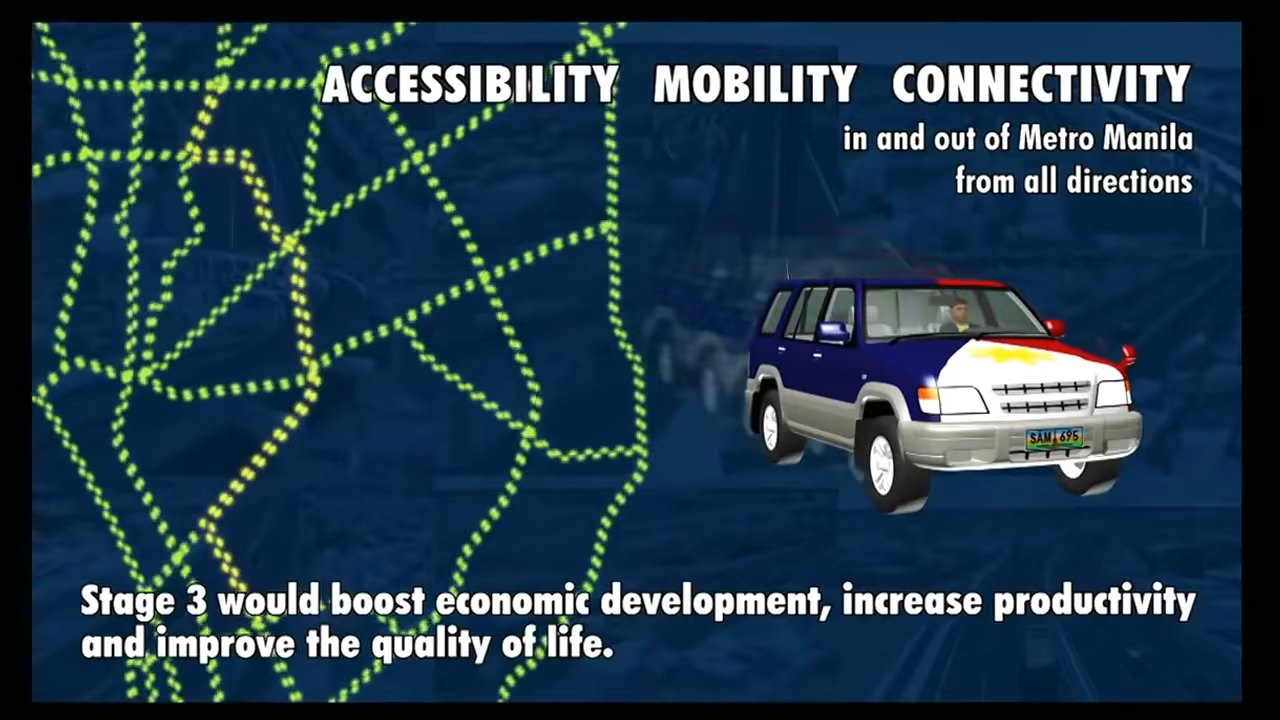 ACCESSIBILITY MOBILITY CONNECTIVITY
in and out of Metro Manila
from all directions
SAM 695
Stage 3 would boost economic development, increase productivity
and improve the quality of life.